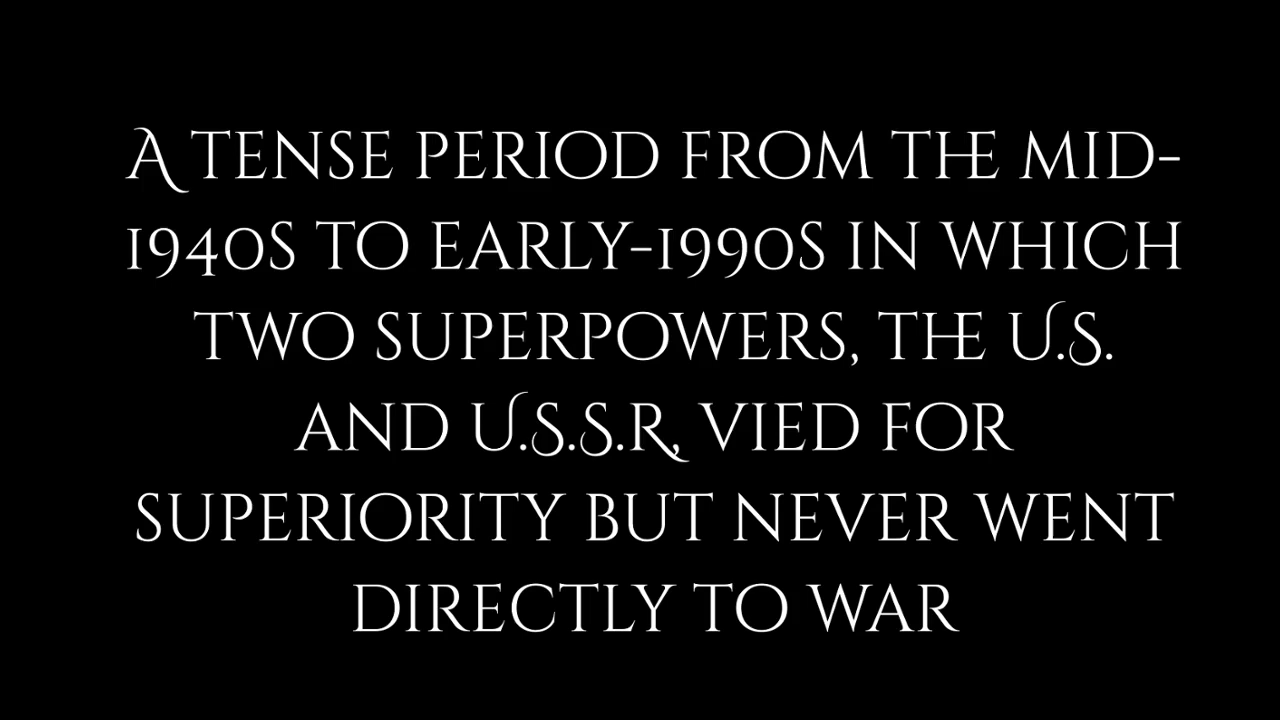 A TENSE PERIOD FROM THE MID-
1940S TO EARLY-1990S IN WHICH
TWO SUPERPOWERS, THE U.S.
AND U.S.S.R, VIED FOR
SUPERIORITY BUT NEVER WENT
DIRECTLY TO WAR